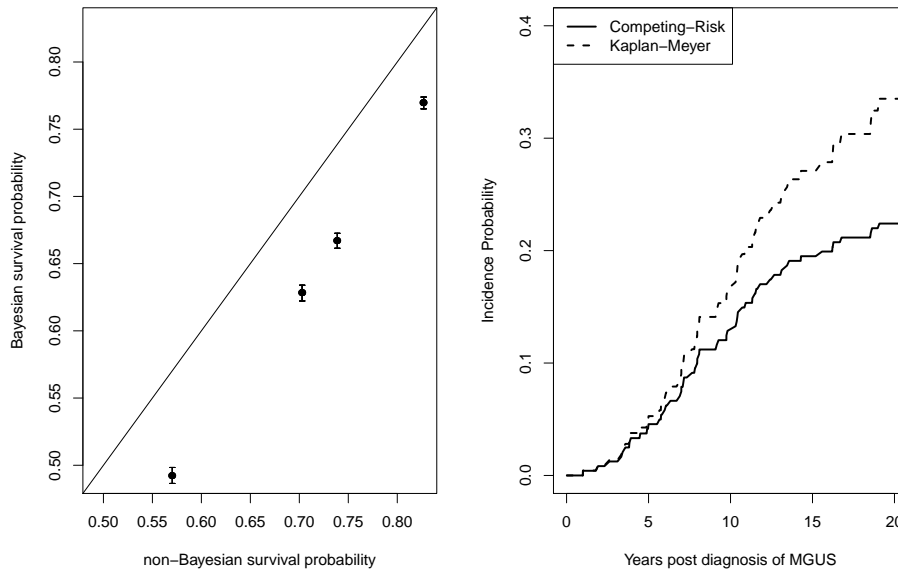 Bayesian survival probability
0.80
0.75
0.70
0.65
0.60
0.55
0.50
0.50 0.55 0.60 0.65 0.70 0.75 0.80
non−Bayesian survival probability
Competing−Risk
Kaplan−Meyer
Incidence Probability
0.4
0.3
0.2
0.1
0.0
0 5 10 15 20
Years post diagnosis of MGUS